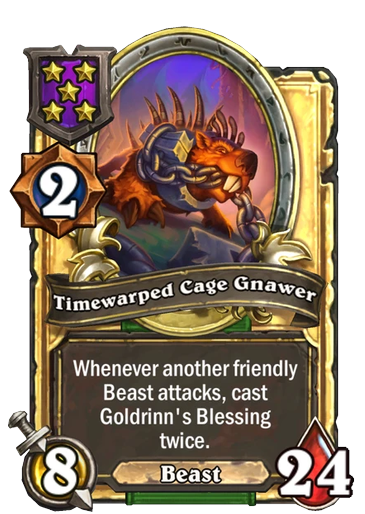 2
Timewarped Cage Gnawer
Whenever another friendly
Beast attacks, cast
Goldrinn's Blessing
twice.
8
Beast
24